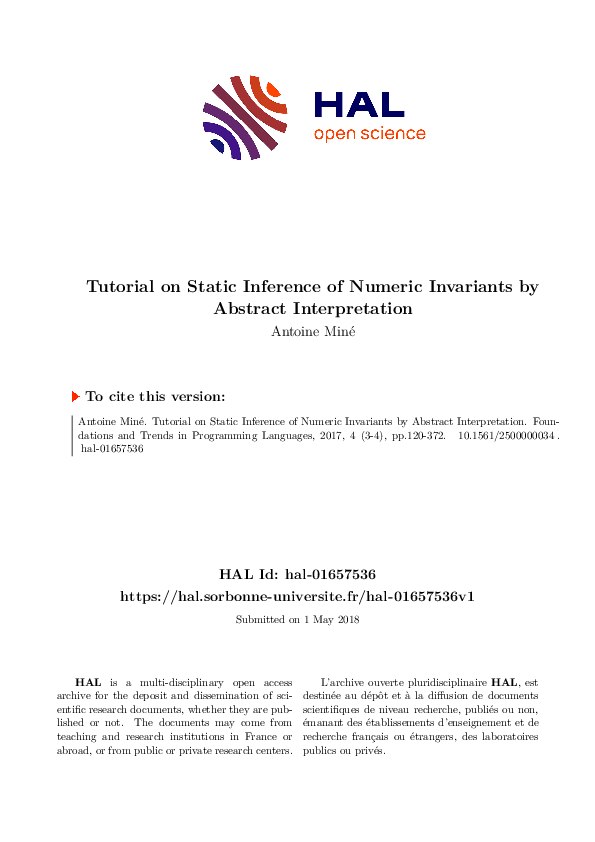 HAL
open science
Tutorial on Static Inference of Numeric Invariants by
Abstract Interpretation
Antoine Miné
To cite this version:
Antoine Miné. Tutorial on Static Inference of Numeric Invariants by Abstract Interpretation. Foun-
dations and Trends in Programming Languages, 2017, 4 (3-4), pp.120-372. 10.1561/2500000034.
hal-01657536
HAL Id: hal-01657536
https://hal.sorbonne-universite.fr/hal-01657536v1
Submitted on 1 May 2018
HAL is a multi-disciplinary open access
archive for the deposit and dissemination of sci-
entific research documents, whether they are pub-
lished or not. The documents may come from
teaching and research institutions in France or
abroad, or from public or private research centers.
L'archive ouverte pluridisciplinaire HAL, est
destinée au dépôt et à la diffusion de documents
scientifiques de niveau recherche, publiés ou non,
émanant des établissements d'enseignement et de
recherche français ou étrangers, des laboratoires
publics ou privés.